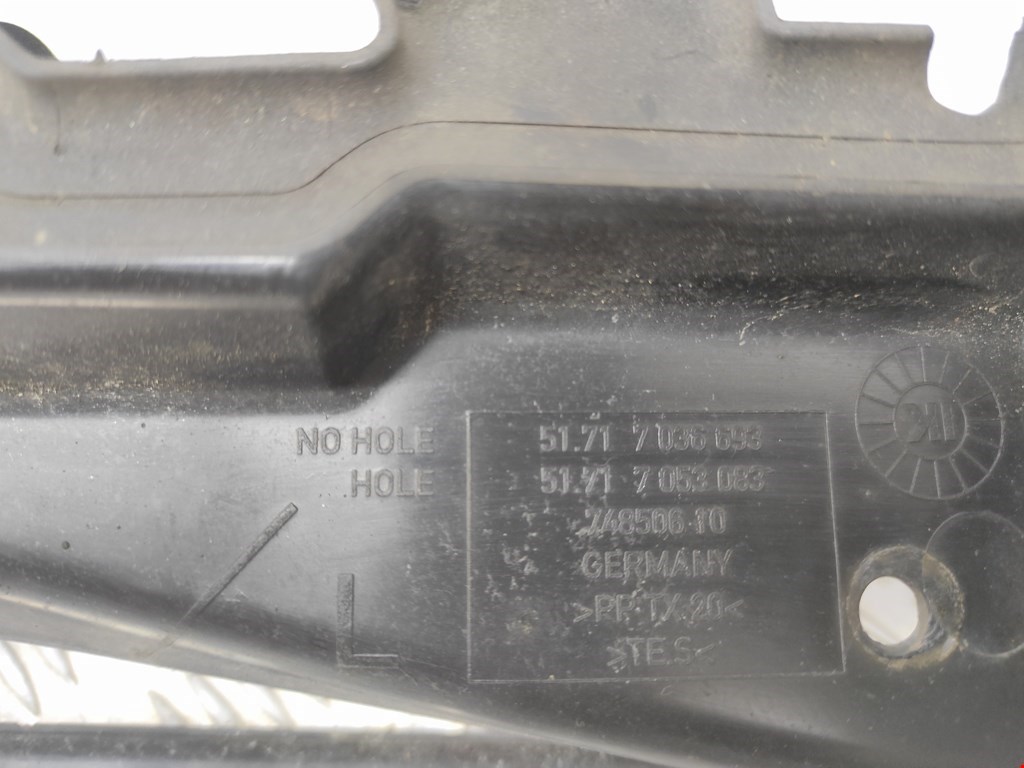 NO HOLE 51.71 7 036 693
HOLE 51.71 7 053 083
748506 10
GERMANY
>PP TX 20<
>TES<
L